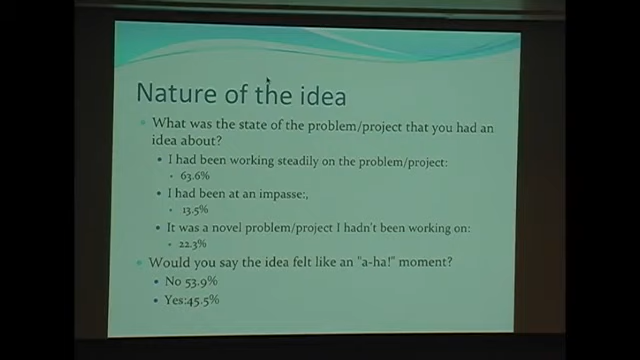 Nature of the idea
What was the state of the problem/project that you had an
idea about?
I had been working steadily on the problem/project:
63.6%
I had been at an impasse:,
13.5%
It was a novel problem/project I hadn't been working on:
22.3%
Would you say the idea felt like an "a-ha!" moment?
No 53.9%
Yes:45.5%